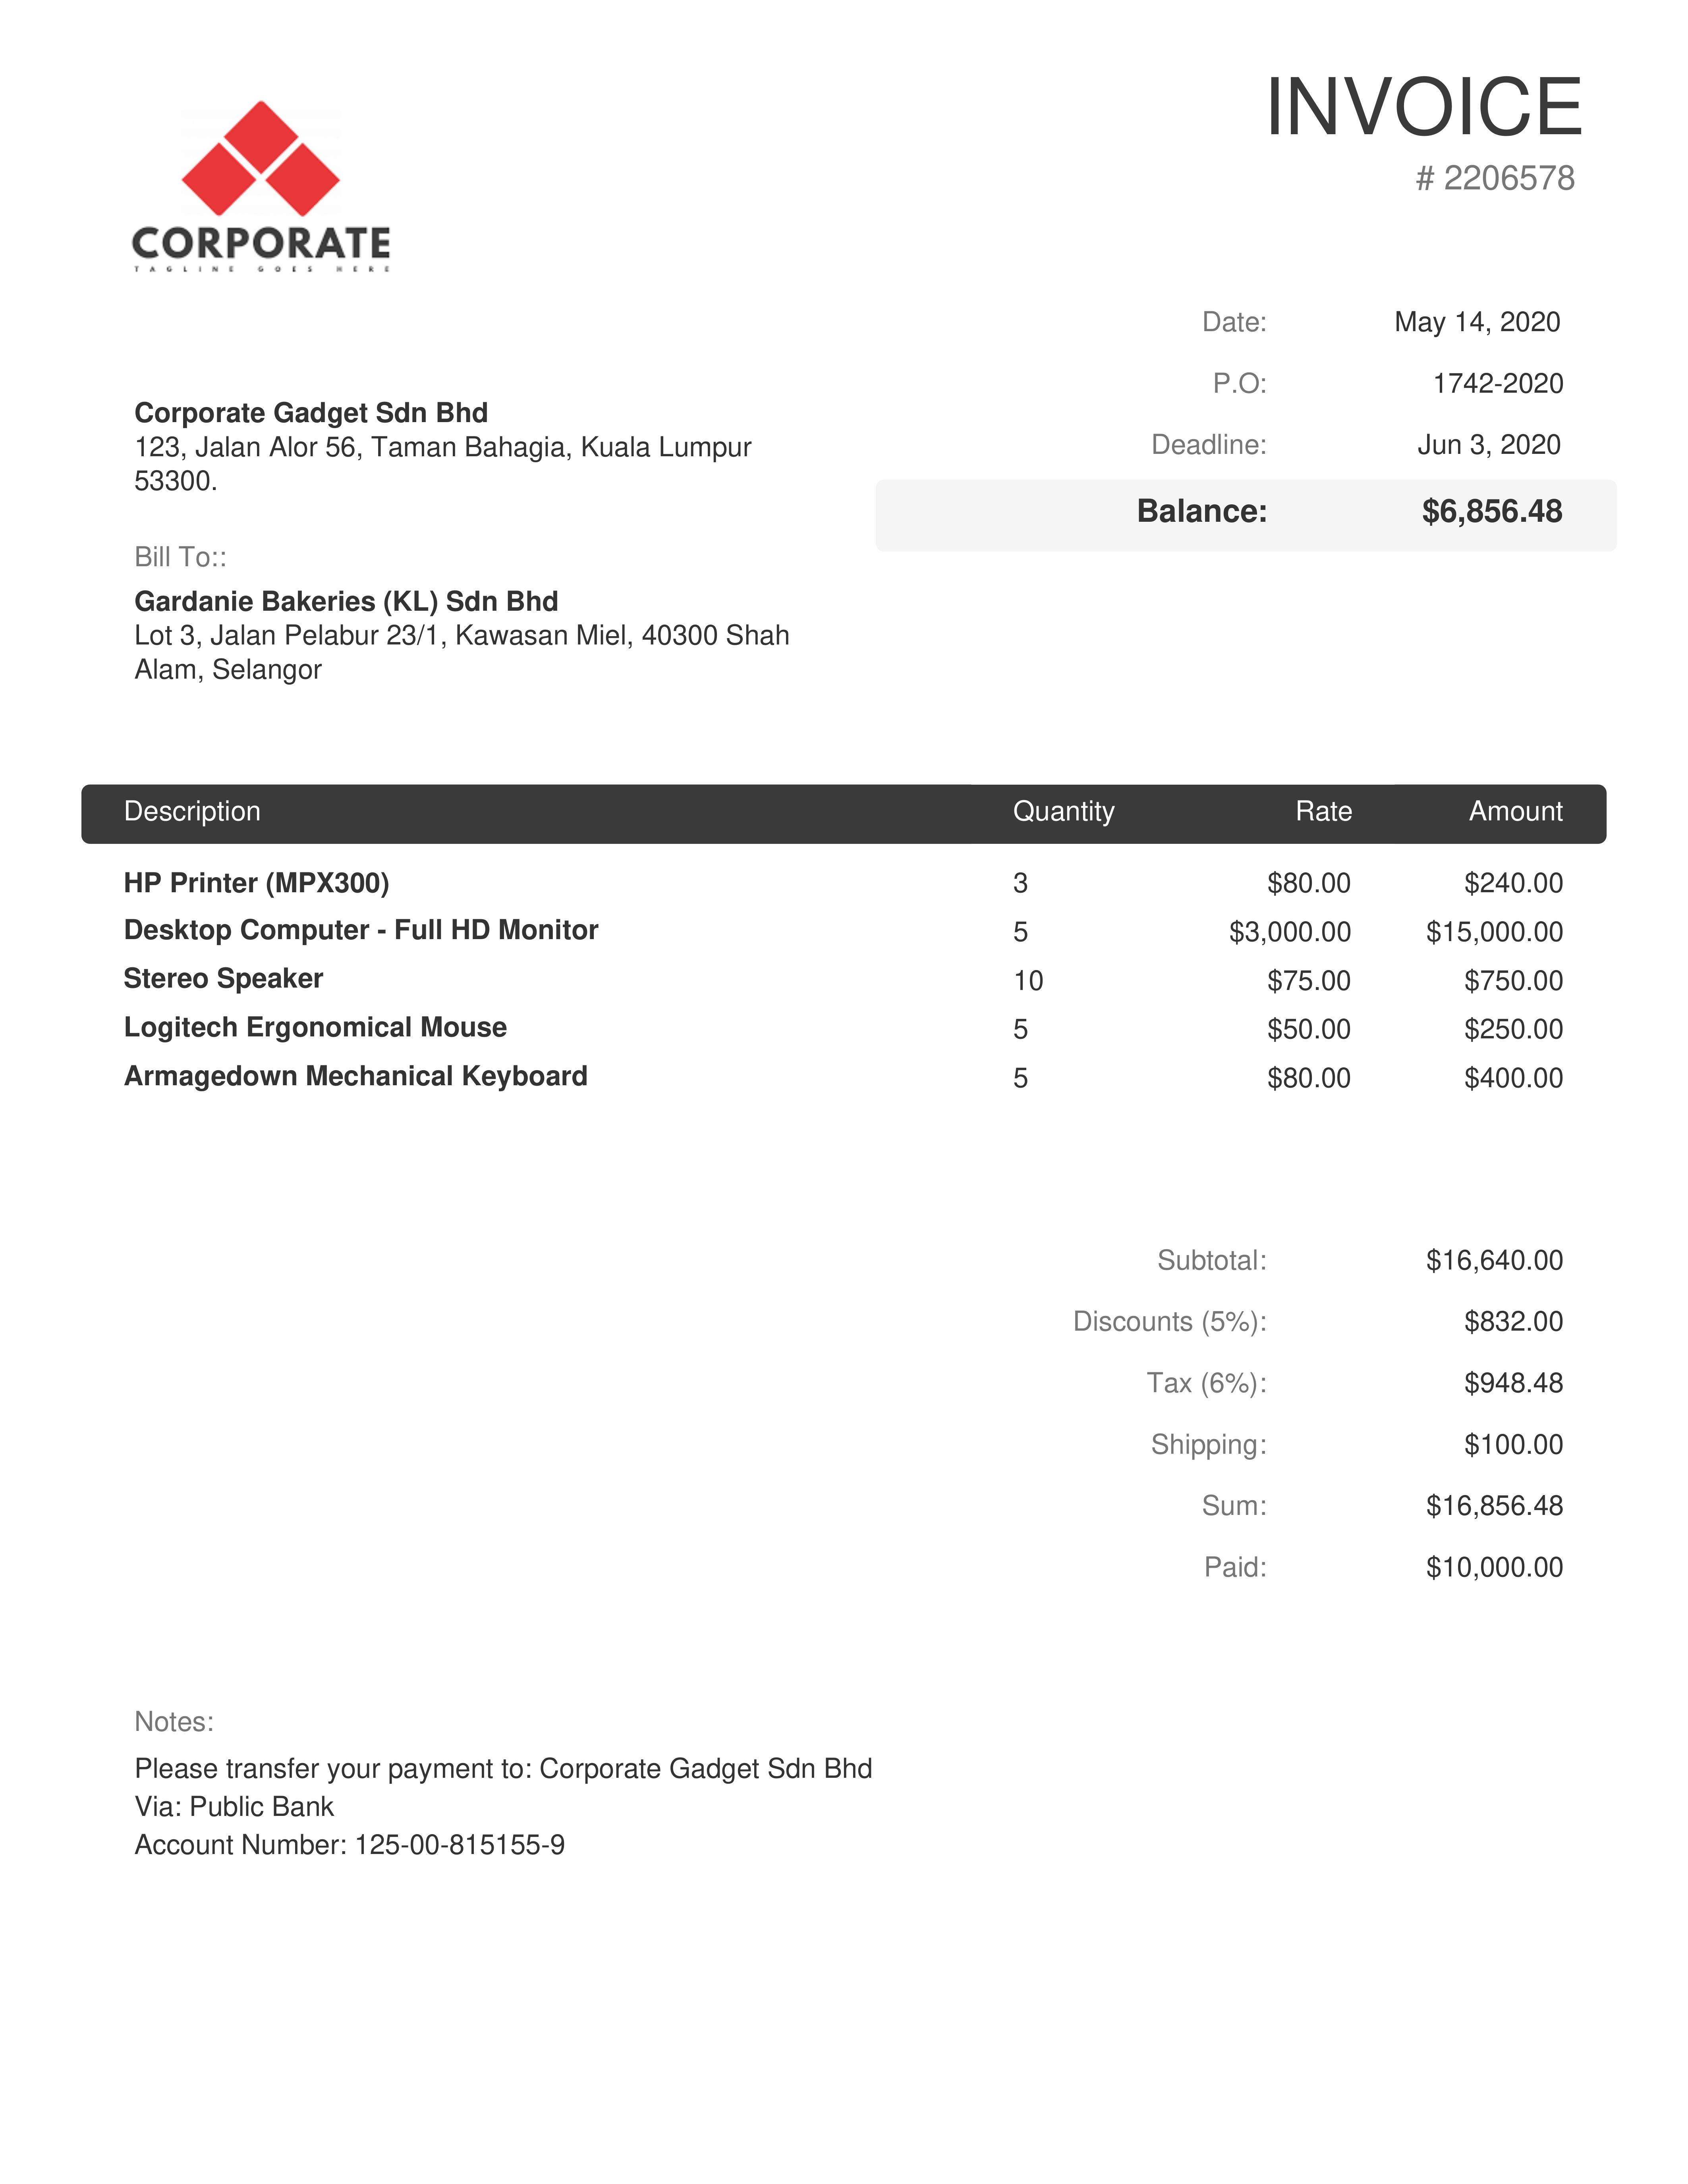 INVOICE
# 2206578
CORPORATE
TAGLINE GOES HERE
Date: May 14, 2020
P.O: 1742-2020
Deadline: Jun 3, 2020
Balance: $6,856.48
Corporate Gadget Sdn Bhd
123, Jalan Alor 56, Taman Bahagia, Kuala Lumpur
53300.
Bill To::
Gardanie Bakeries (KL) Sdn Bhd
Lot 3, Jalan Pelabur 23/1, Kawasan Miel, 40300 Shah
Alam, Selangor
Description Quantity Rate Amount
HP Printer (MPX300) 3 $80.00 $240.00
Desktop Computer - Full HD Monitor 5 $3,000.00 $15,000.00
Stereo Speaker 10 $75.00 $750.00
Logitech Ergonomical Mouse 5 $50.00 $250.00
Armagedown Mechanical Keyboard 5 $80.00 $400.00
Subtotal: $16,640.00
Discounts (5%): $832.00
Tax (6%): $948.48
Shipping: $100.00
Sum: $16,856.48
Paid: $10,000.00
Notes:
Please transfer your payment to: Corporate Gadget Sdn Bhd
Via: Public Bank
Account Number: 125-00-815155-9